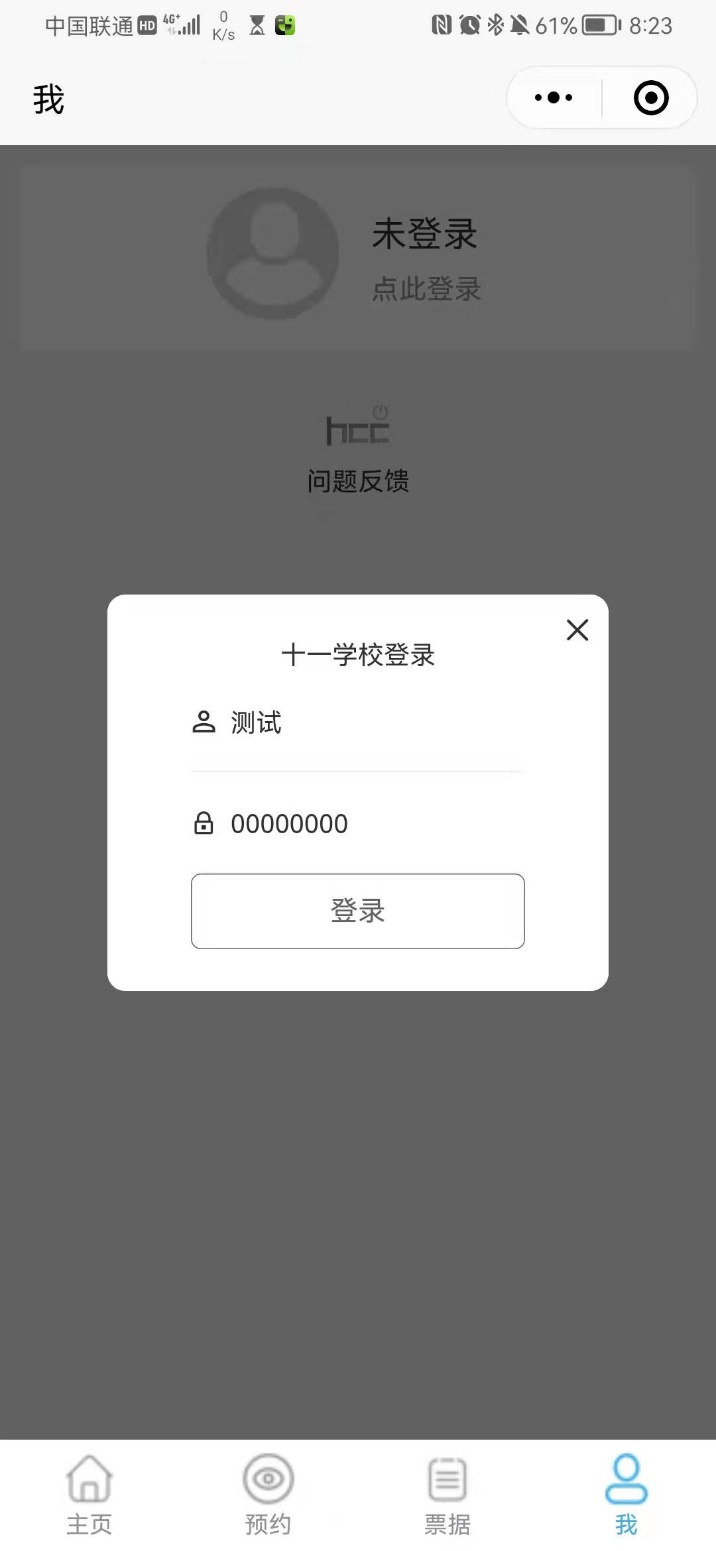 中国联通 HD 4G+ 0 K/s 61% 8:23
我
未登录
点此登录
hcc
问题反馈
十一学校登录
测试
00000000
登录
主页 预约 票据 我